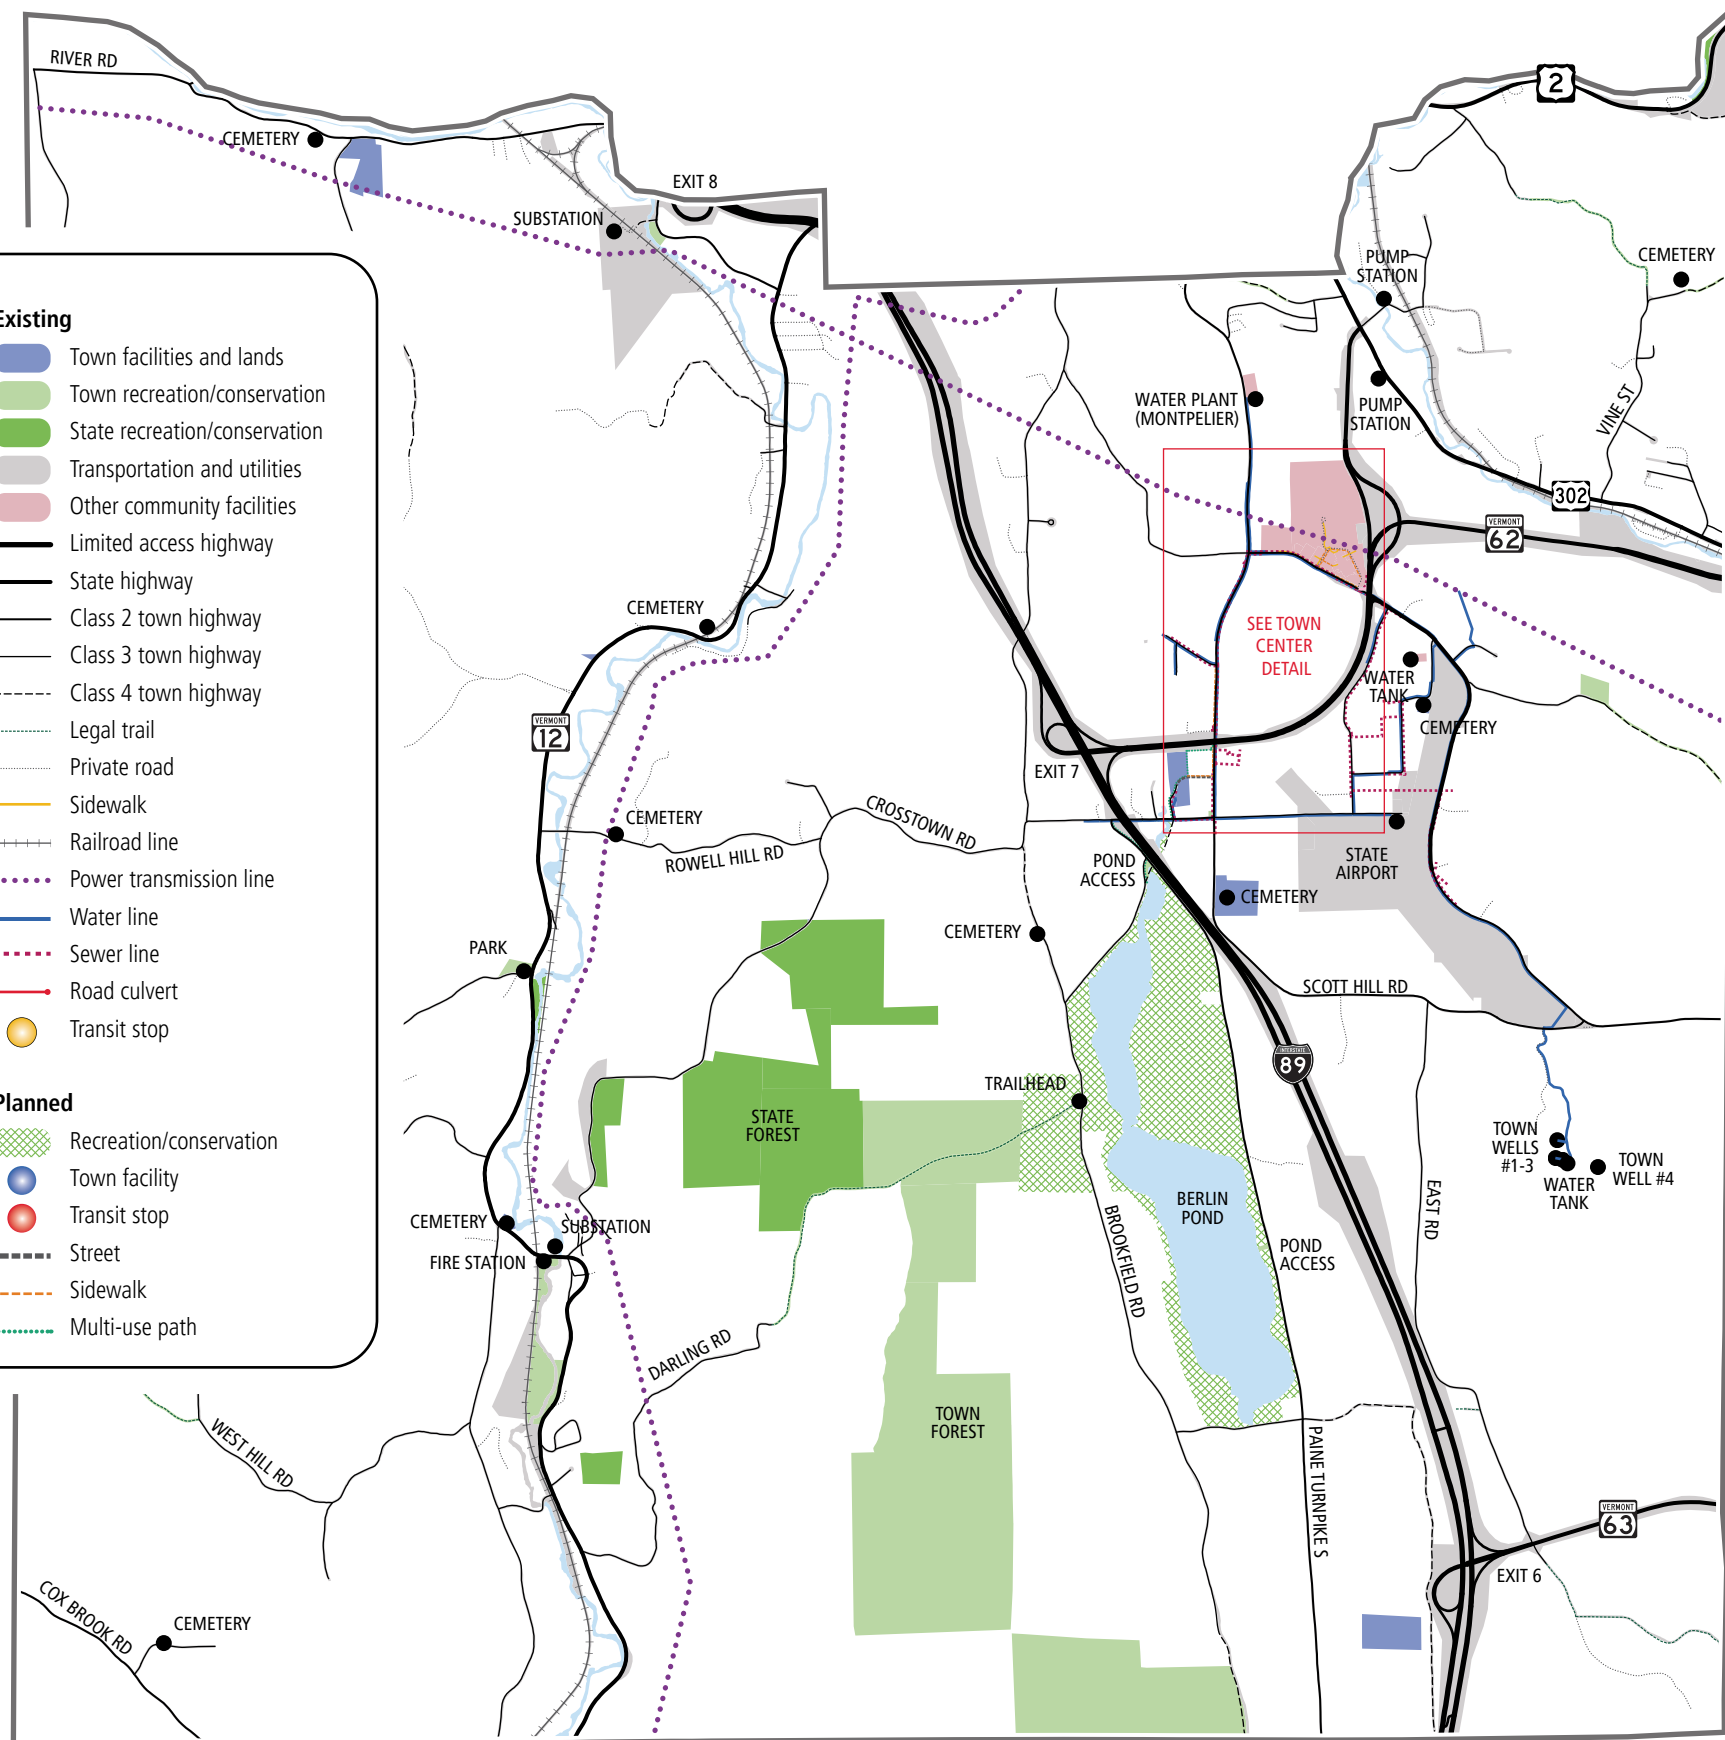 RIVER RD
CEMETERY
EXIT 8
SUBSTATION
2
PUMP
STATION
CEMETERY
Existing
Town facilities and lands
Town recreation/conservation
State recreation/conservation
Transportation and utilities
Other community facilities
Limited access highway
State highway
Class 2 town highway
Class 3 town highway
Class 4 town highway
Legal trail
Private road
Sidewalk
Railroad line
Power transmission line
Water line
Sewer line
Road culvert
Transit stop
Planned
Recreation/conservation
Town facility
Transit stop
Street
Sidewalk
Multi-use path
WATER PLANT
(MONTPELIER)
PUMP
STATION
VINE ST
302
VERMONT
62
CEMETERY
SEE TOWN
CENTER
DETAIL
WATER
TANK
CEMETERY
VERMONT
12
EXIT 7
CEMETERY
ROWELL HILL RD
CROSSTOWN RD
POND
ACCESS
STATE
AIRPORT
CEMETERY
CEMETERY
PARK
SCOTT HILL RD
INTERSTATE
89
TRAILHEAD
STATE
FOREST
TOWN
WELLS
#1-3
WATER
TANK
TOWN
WELL #4
BERLIN
POND
EAST RD
BROOKFIELD RD
POND
ACCESS
CEMETERY
SUBSTATION
FIRE STATION
DARLING RD
TOWN
FOREST
WEST HILL RD
PAINE TURNPIKE S
VERMONT
63
EXIT 6
COX BROOK RD
CEMETERY